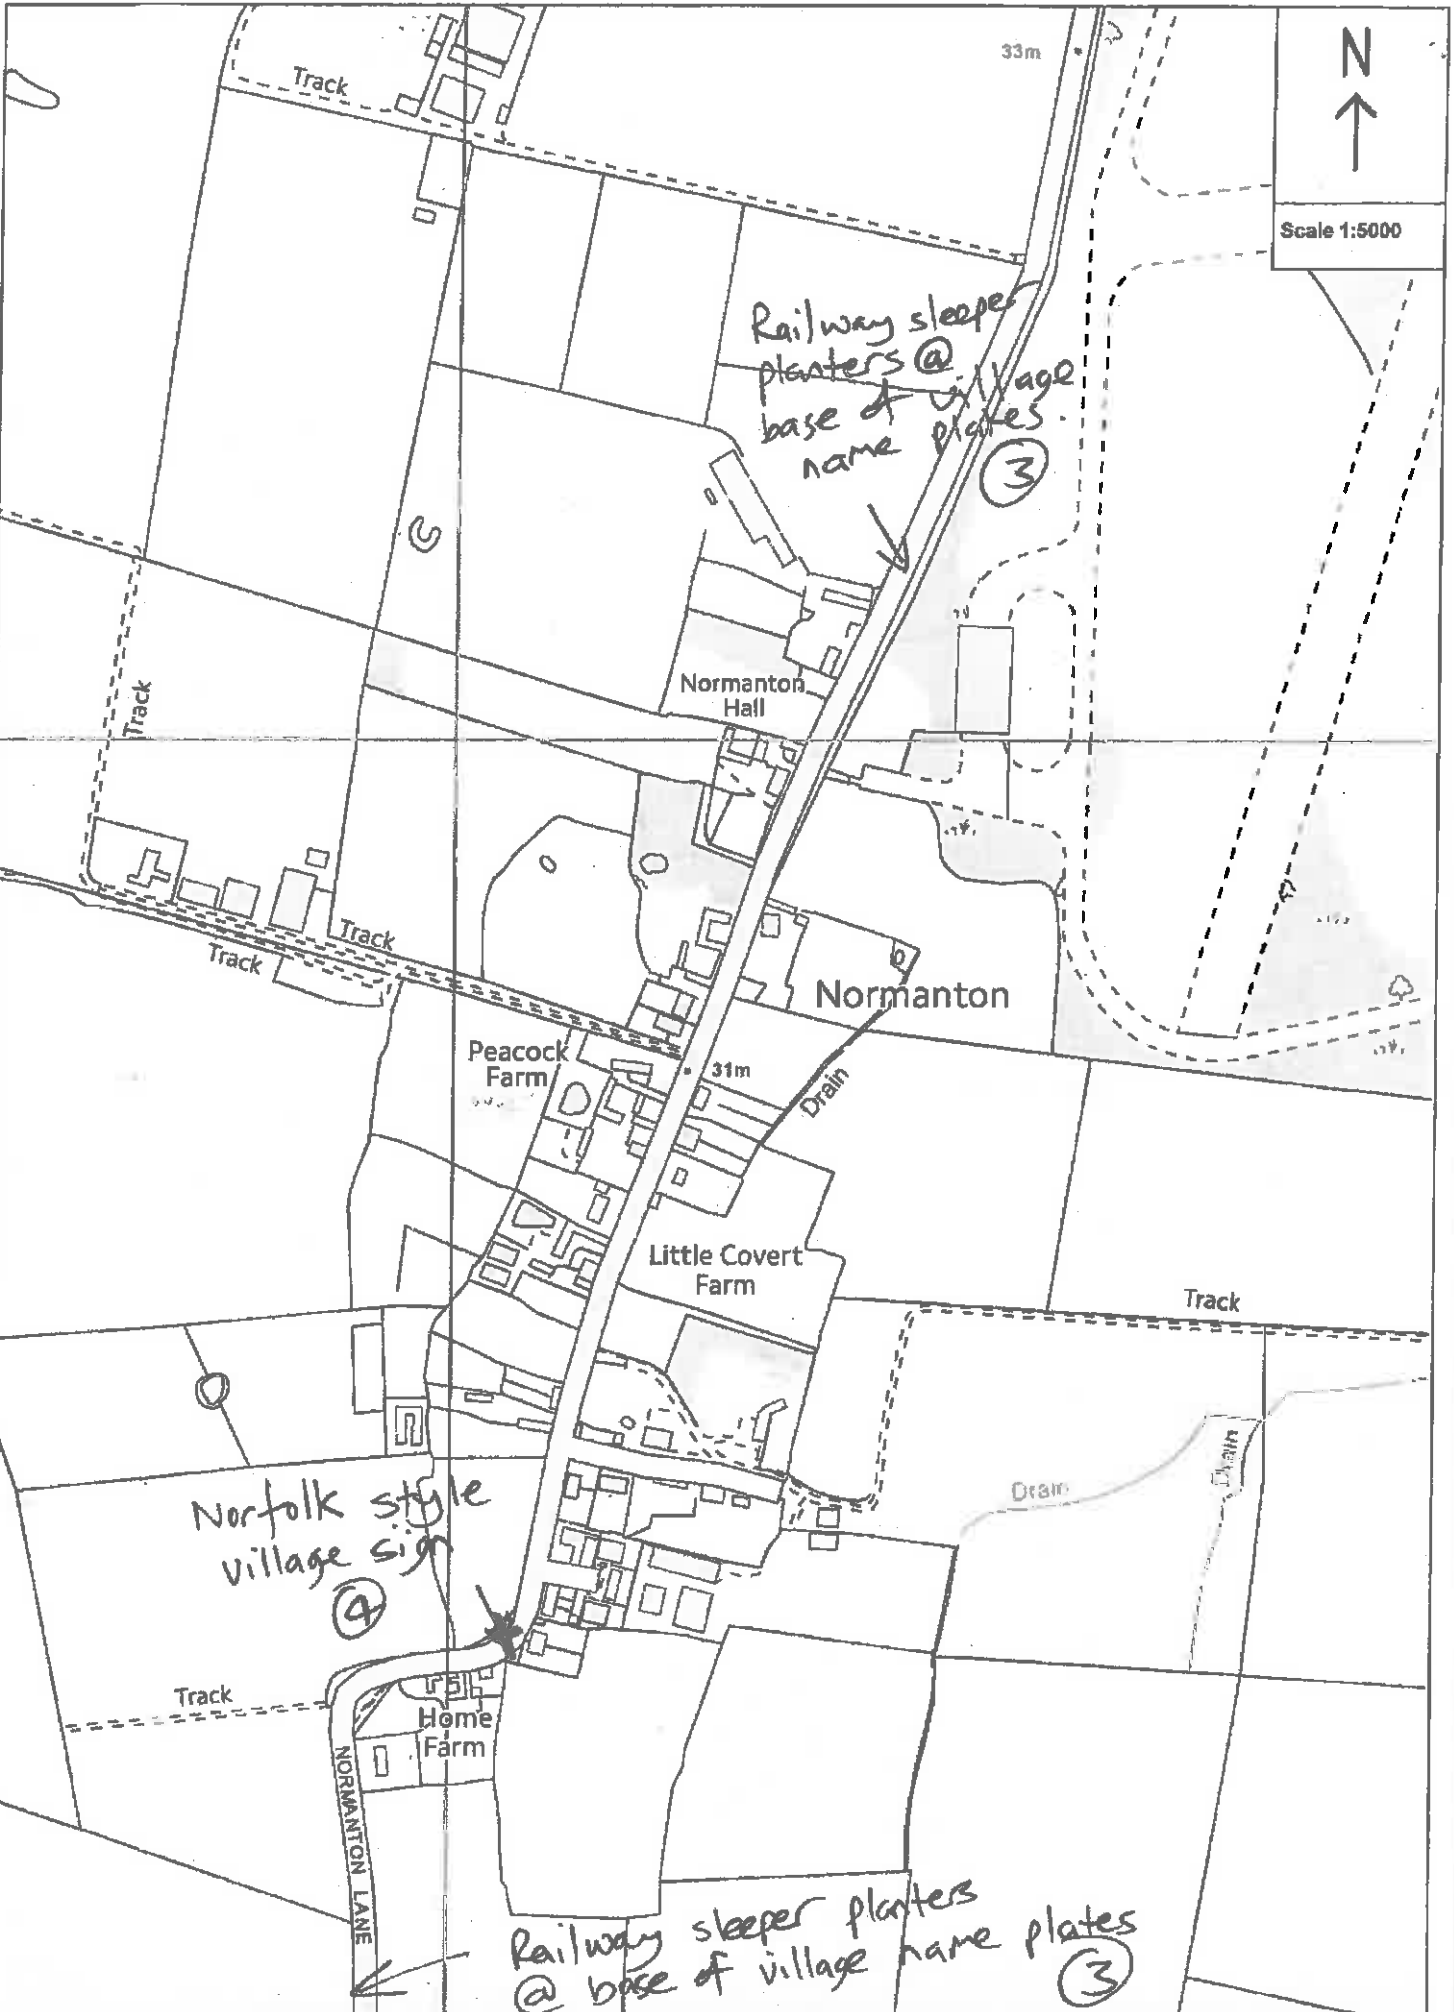 33m
N
Track
Scale 1:5000
Railway sleeper
planters @
base of village
name plates
3
Track
Normanton
Hall
Track
Track
Normanton
Peacock
Farm
31m
Drain
Little Covert
Farm
Track
Drain
Drain
Norfolk style
village sign
4
Track
Home
Farm
NORMANTON LANE
Railway sleeper planters
@ base of village name plates
3